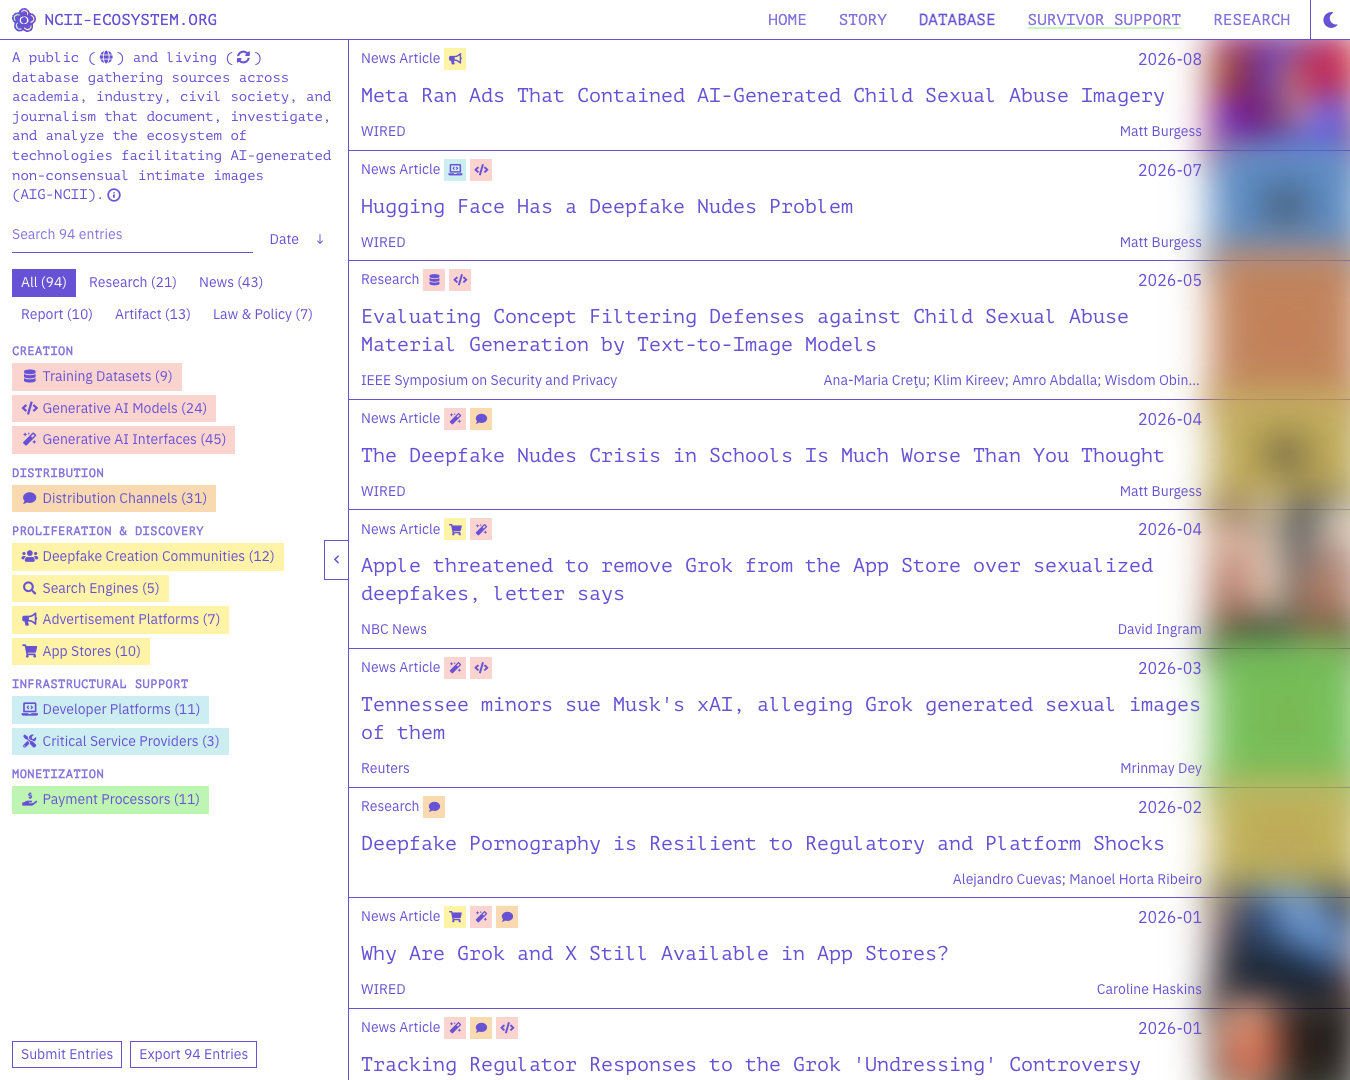 NCII-ECOSYSTEM.ORG
HOME STORY DATABASE SURVIVOR SUPPORT RESEARCH
A public ( ) and living ( )
database gathering sources across
academia, industry, civil society, and
journalism that document, investigate,
and analyze the ecosystem of
technologies facilitating AI-generated
non-consensual intimate images
(AIG-NCII).
Search 94 entries
Date ↓
All (94) Research (21) News (43)
Report (10) Artifact (13) Law & Policy (7)
CREATION
Training Datasets (9)
Generative AI Models (24)
Generative AI Interfaces (45)
DISTRIBUTION
Distribution Channels (31)
PROLIFERATION & DISCOVERY
Deepfake Creation Communities (12)
Search Engines (5)
Advertisement Platforms (7)
App Stores (10)
INFRASTRUCTURAL SUPPORT
Developer Platforms (11)
Critical Service Providers (3)
MONETIZATION
Payment Processors (11)
Submit Entries Export 94 Entries
News Article 2026-08
Meta Ran Ads That Contained AI-Generated Child Sexual Abuse Imagery
WIRED Matt Burgess
News Article 2026-07
Hugging Face Has a Deepfake Nudes Problem
WIRED Matt Burgess
Research 2026-05
Evaluating Concept Filtering Defenses against Child Sexual Abuse
Material Generation by Text-to-Image Models
IEEE Symposium on Security and Privacy Ana-Maria Crețu; Klim Kireev; Amro Abdalla; Wisdom Obin...
News Article 2026-04
The Deepfake Nudes Crisis in Schools Is Much Worse Than You Thought
WIRED Matt Burgess
News Article 2026-04
Apple threatened to remove Grok from the App Store over sexualized
deepfakes, letter says
NBC News David Ingram
News Article 2026-03
Tennessee minors sue Musk's xAI, alleging Grok generated sexual images
of them
Reuters Mrinmay Dey
Research 2026-02
Deepfake Pornography is Resilient to Regulatory and Platform Shocks
Alejandro Cuevas; Manoel Horta Ribeiro
News Article 2026-01
Why Are Grok and X Still Available in App Stores?
WIRED Caroline Haskins
News Article 2026-01
Tracking Regulator Responses to the Grok 'Undressing' Controversy